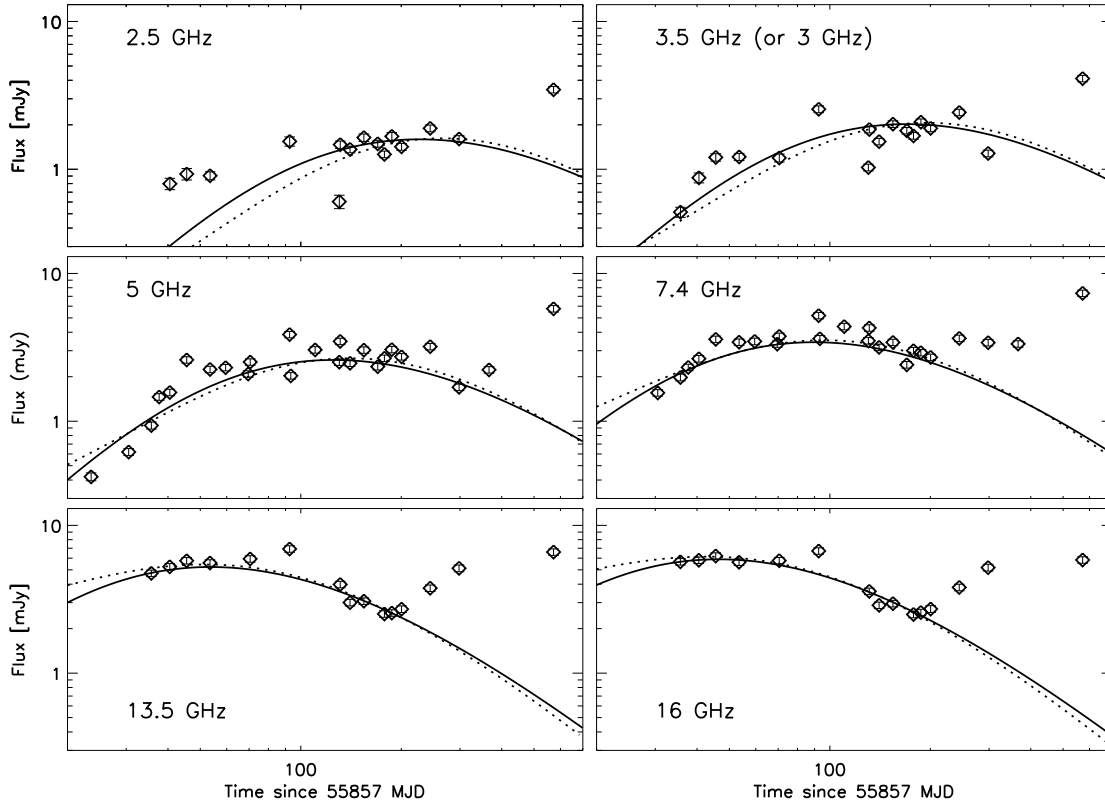 2.5 GHz
3.5 GHz (or 3 GHz)
10
1
Flux [mJy]
5 GHz
7.4 GHz
10
1
Flux (mJy)
13.5 GHz
16 GHz
10
1
Flux [mJy]
100
100
Time since 55857 MJD
Time since 55857 MJD